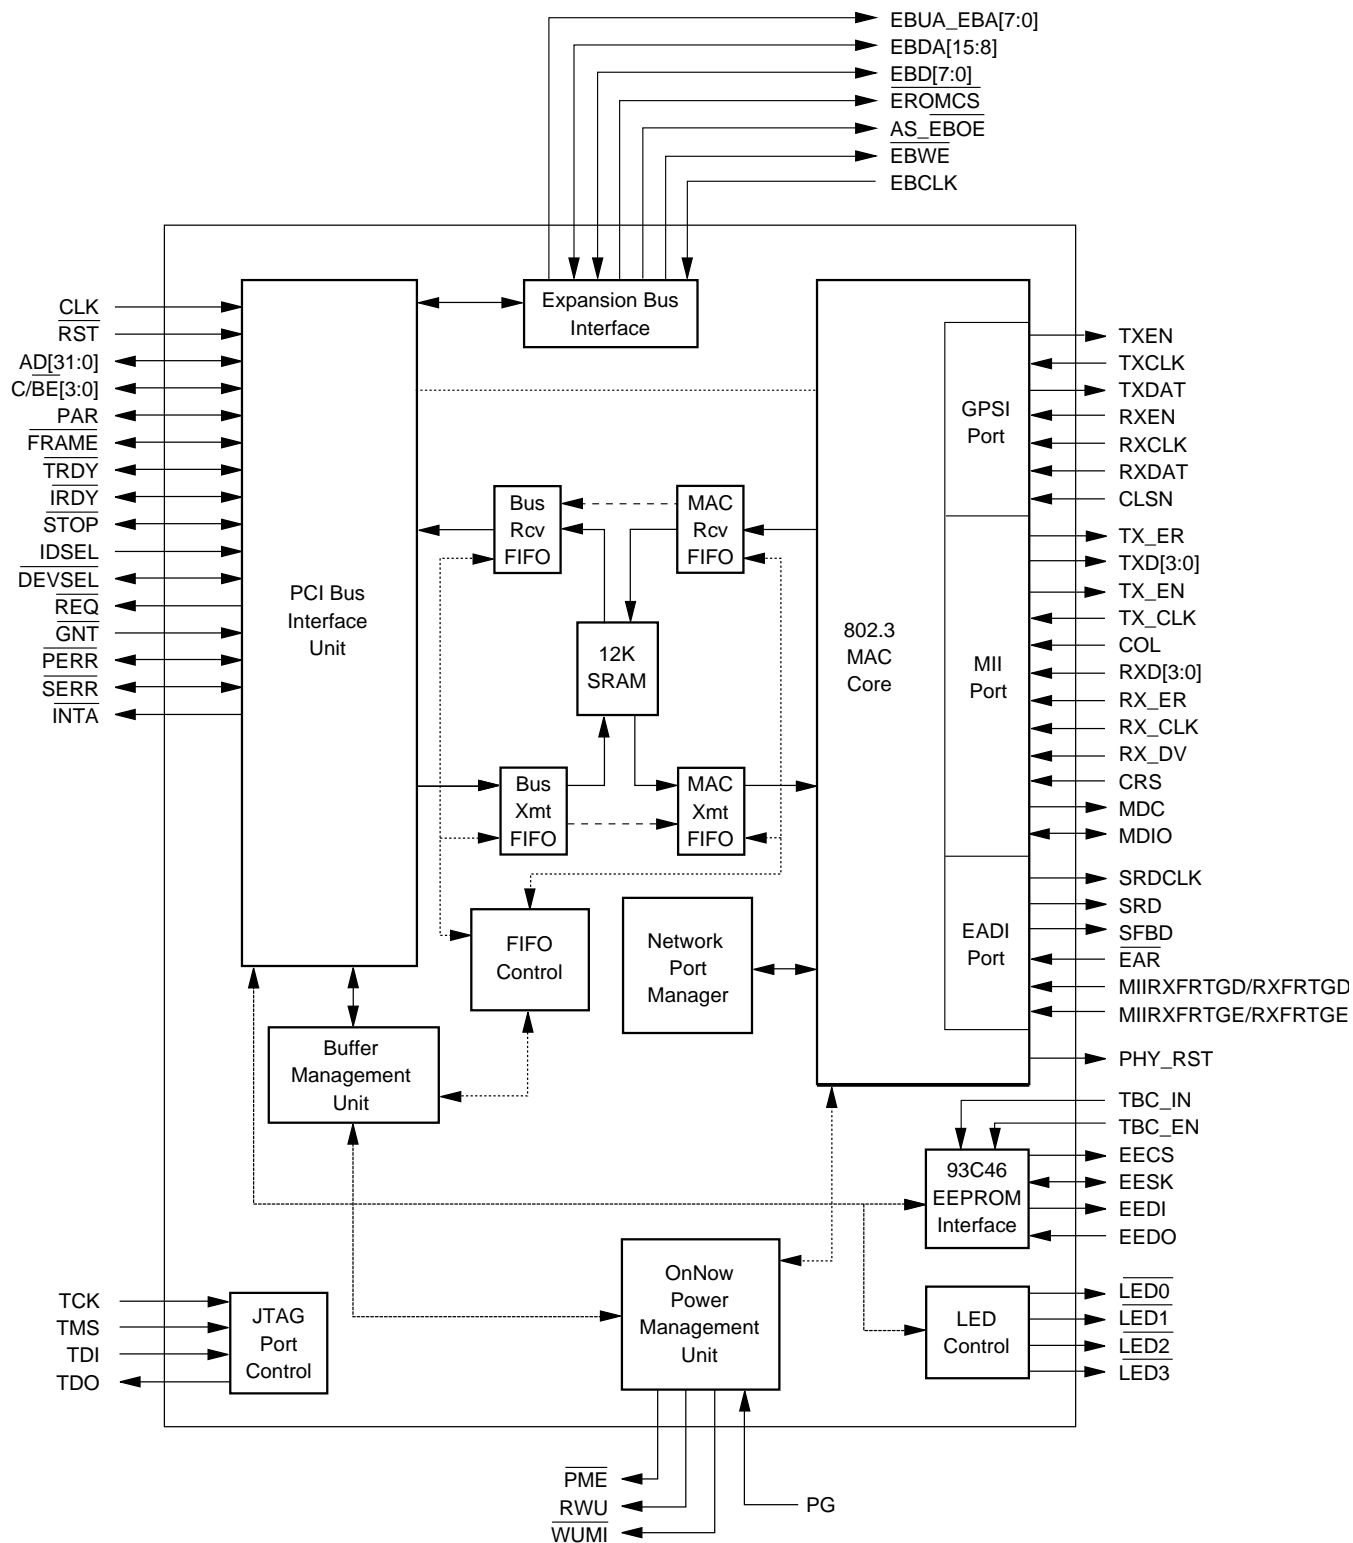 EBUA_EBA[7:0]
EBDA[15:8]
EBD[7:0]
EROMCS
AS_EBOE
EBWE
EBCLK
CLK
RST
AD[31:0]
C/BE[3:0]
PAR
FRAME
TRDY
IRDY
STOP
IDSEL
DEVSEL
REQ
GNT
PERR
SERR
INTA
PCI Bus
Interface
Unit
Expansion Bus
Interface
Bus
Rcv
FIFO
MAC
Rcv
FIFO
12K
SRAM
Bus
Xmt
FIFO
MAC
Xmt
FIFO
FIFO
Control
Network
Port
Manager
Buffer
Management
Unit
802.3
MAC
Core
GPSI
Port
MII
Port
EADI
Port
TXEN
TXCLK
TXDAT
RXEN
RXCLK
RXDAT
CLSN
TX_ER
TXD[3:0]
TX_EN
TX_CLK
COL
RXD[3:0]
RX_ER
RX_CLK
RX_DV
CRS
MDC
MDIO
SRDCLK
SRD
SFBD
EAR
MIIRXFRTGD/RXFRTGD
MIIRXFRTGE/RXFRTGE
PHY_RST
TBC_IN
TBC_EN
EECS
EESK
EEDI
EEDO
93C46
EEPROM
Interface
LED
Control
LED0
LED1
LED2
LED3
OnNow
Power
Management
Unit
TCK
TMS
TDI
TDO
JTAG
Port
Control
PME
RWU
WUMI
PG